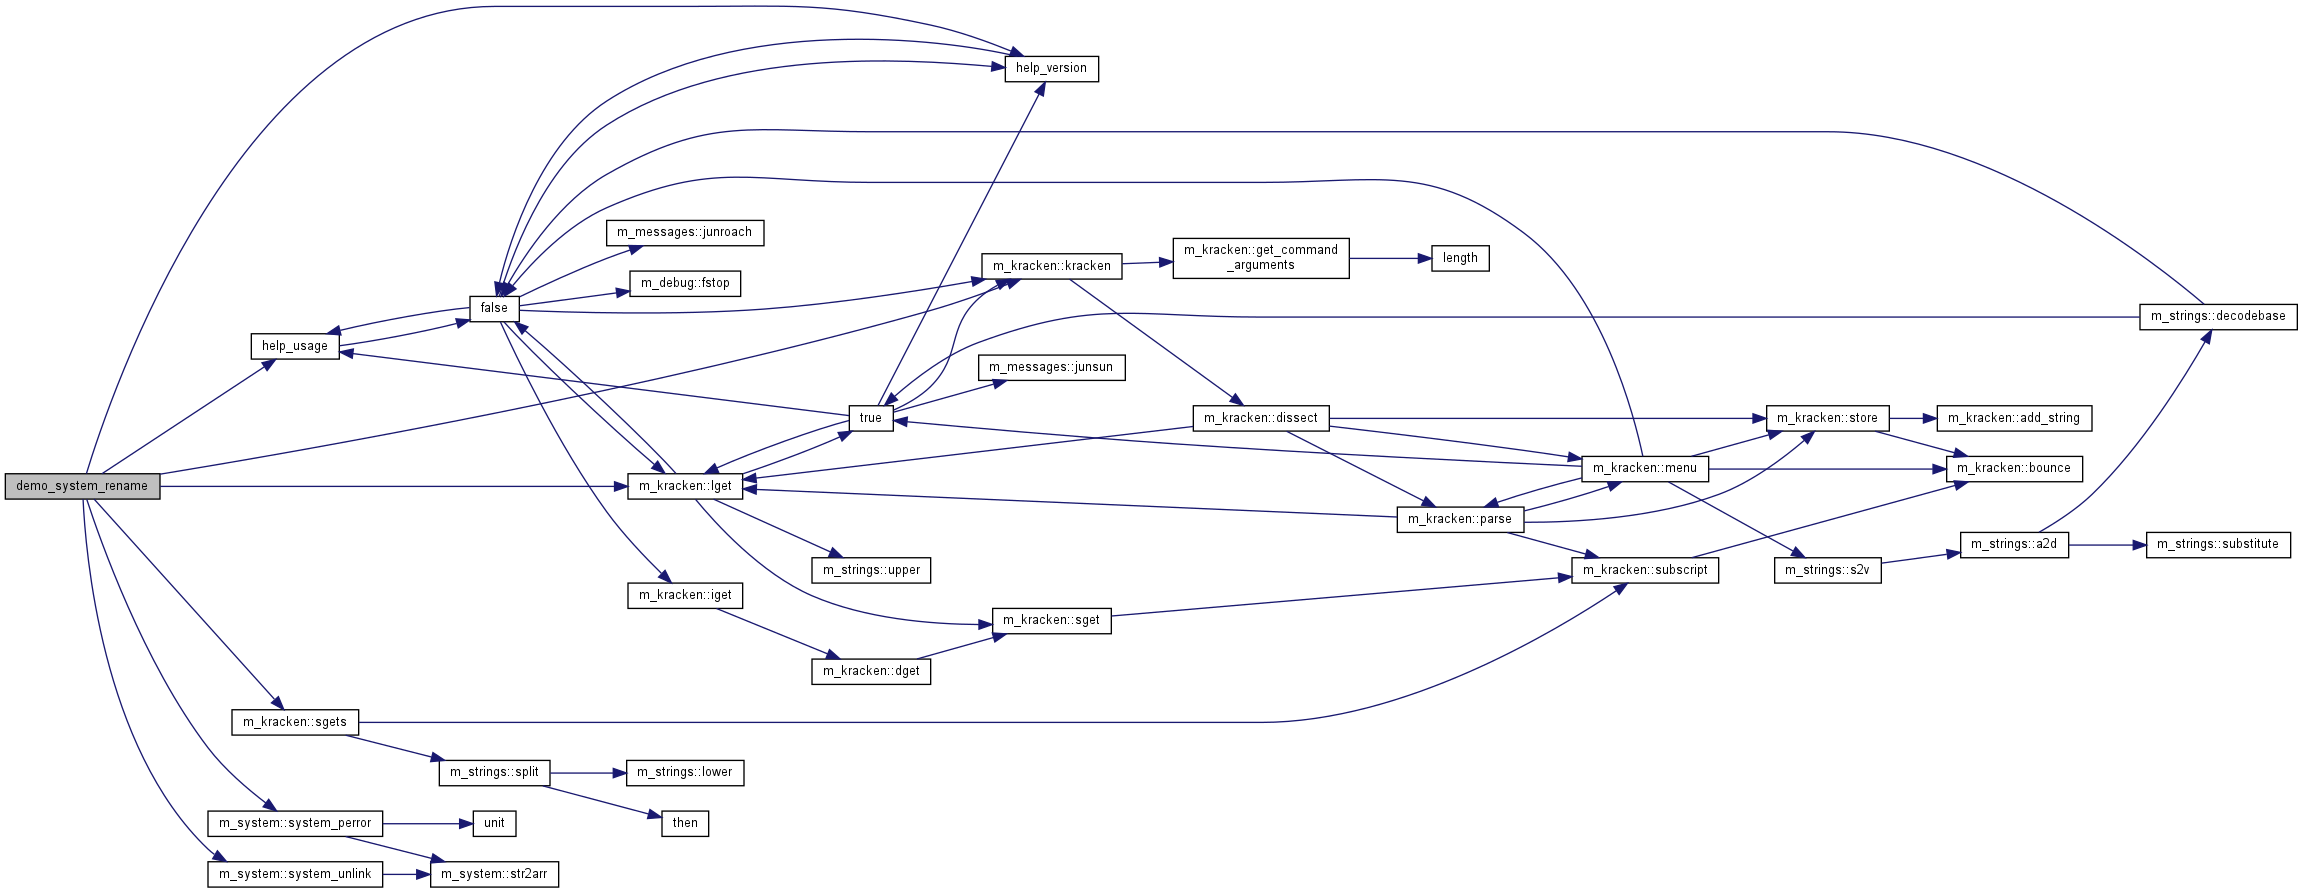 help_version
m_messages::junroach
m_kracken::get_command
_arguments
length
m_kracken::kracken
m_debug::fstop
false
m_strings::decodebase
help_usage
m_messages::junsun
true
m_kracken::dissect
m_kracken::store
m_kracken::add_string
m_kracken::menu
m_kracken::bounce
demo_system_rename
m_kracken::lget
m_kracken::parse
m_strings::a2d
m_strings::substitute
m_strings::upper
m_kracken::subscript
m_strings::s2v
m_kracken::iget
m_kracken::sget
m_kracken::dget
m_kracken::sgets
m_strings::split
m_strings::lower
m_system::system_perror
unit
then
m_system::system_unlink
m_system::str2arr